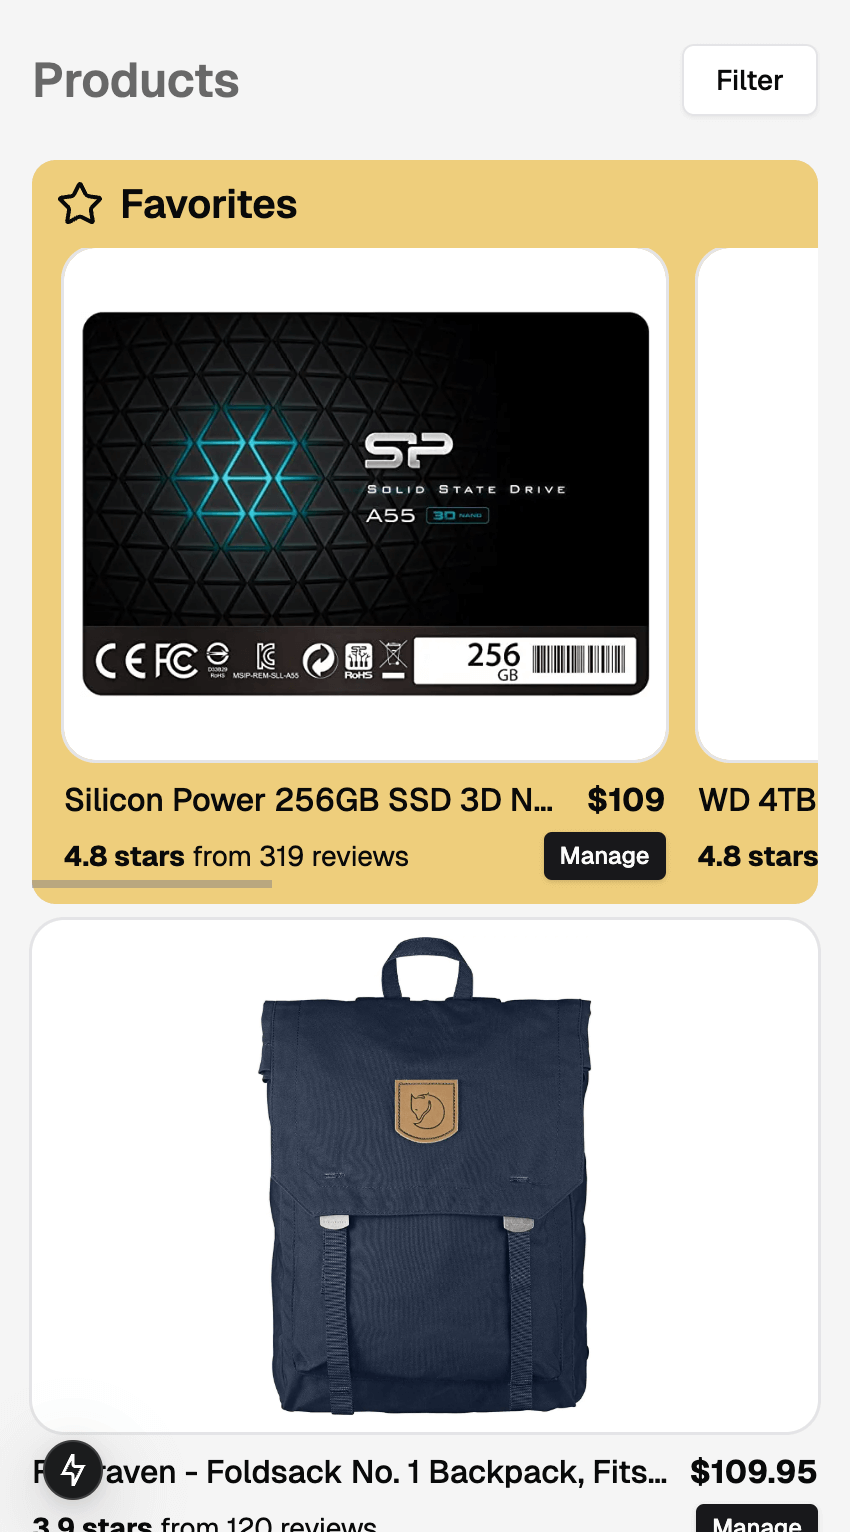 Products
Filter
Favorites
SP
SOLID STATE DRIVE
A55 3D NAND
CE FC
D33B29
RoHS
MSIP-REM-SLL-A55
RoHS
256
GB
Silicon Power 256GB SSD 3D N... $109
4.8 stars from 319 reviews
Manage
WD 4TB
4.8 stars
raven - Foldsack No. 1 Backpack, Fits... $109.95
3.9 stars from 120 reviews
Manage